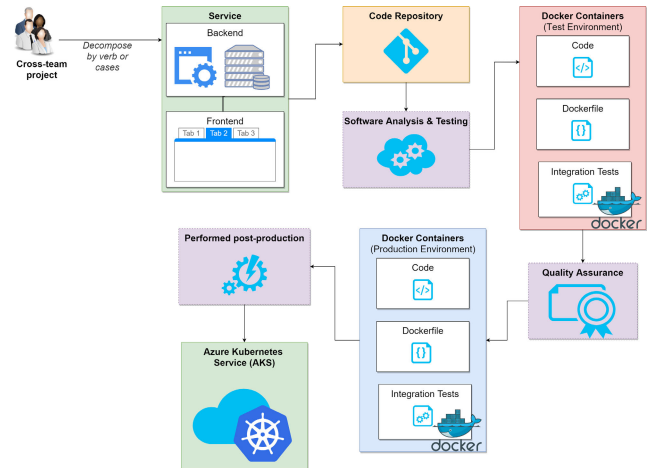 Cross-team
project
Decompose
by verb or
cases
Service
Backend
Frontend
Tab 1 Tab 2 Tab 3
Code Repository
Software Analysis & Testing
Docker Containers
(Test Environment)
Code
Dockerfile
Integration Tests
docker
Quality Assurance
Docker Containers
(Production Environment)
Code
Dockerfile
Integration Tests
docker
Performed post-production
Azure Kubernetes
Service (AKS)